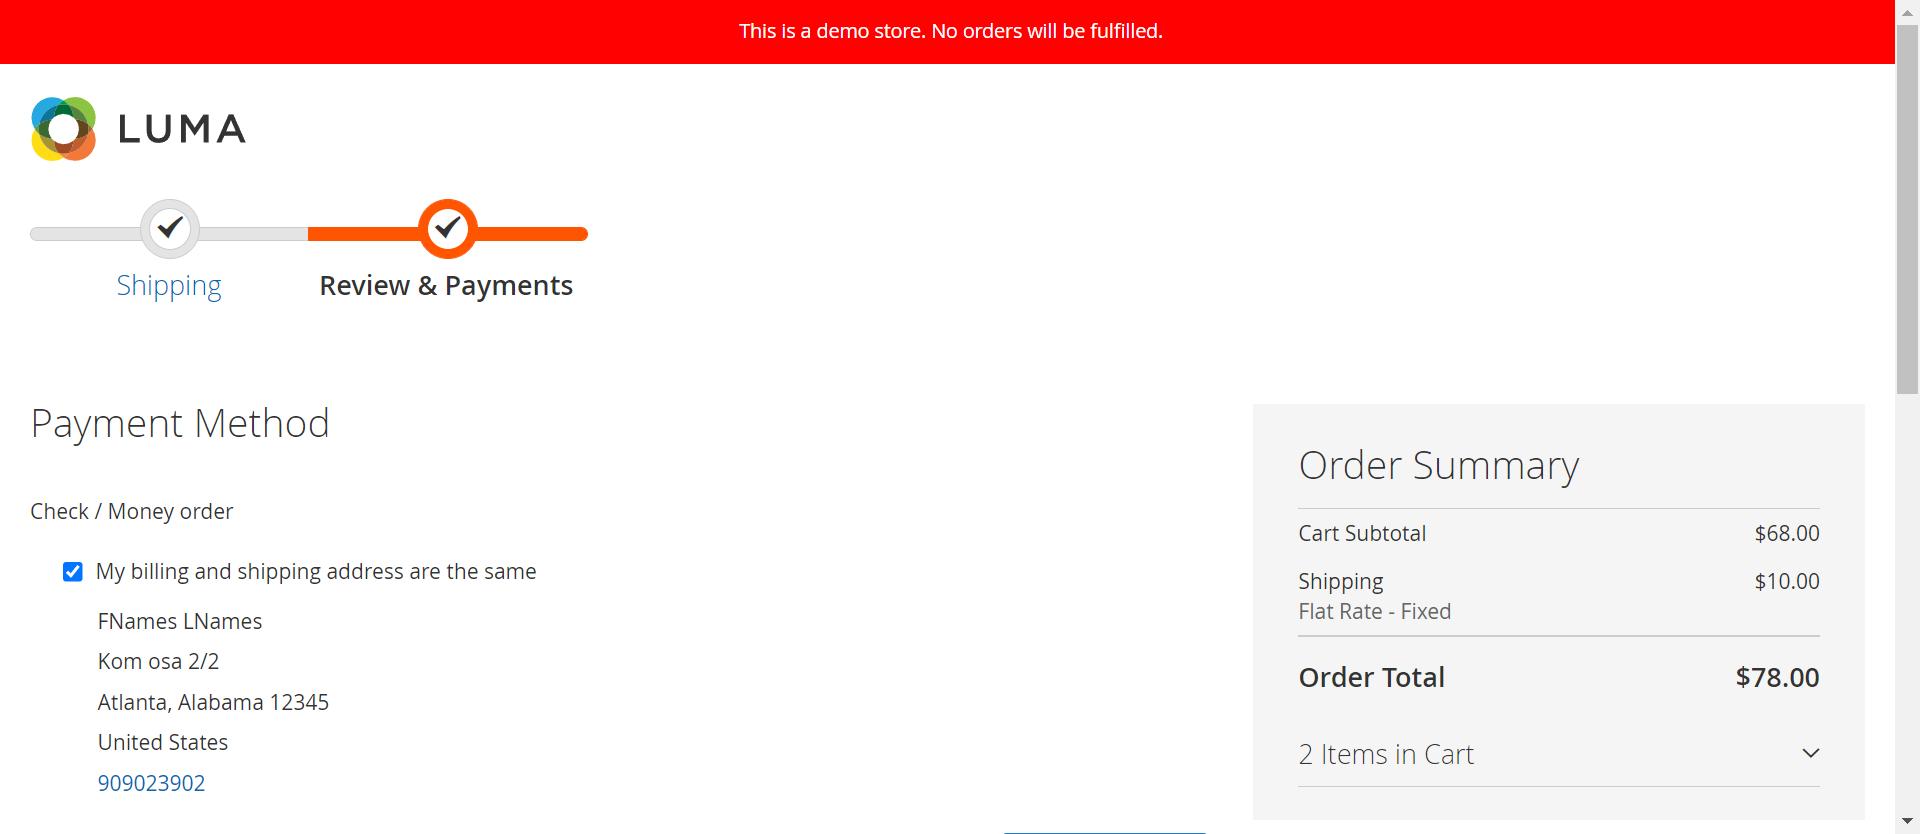 This is a demo store. No orders will be fulfilled.
LUMA
Shipping
Review & Payments
Payment Method
Check / Money order
My billing and shipping address are the same
FNames LNames
Kom osa 2/2
Atlanta, Alabama 12345
United States
909023902
Order Summary
Cart Subtotal $68.00
Shipping $10.00
Flat Rate - Fixed
Order Total $78.00
2 Items in Cart